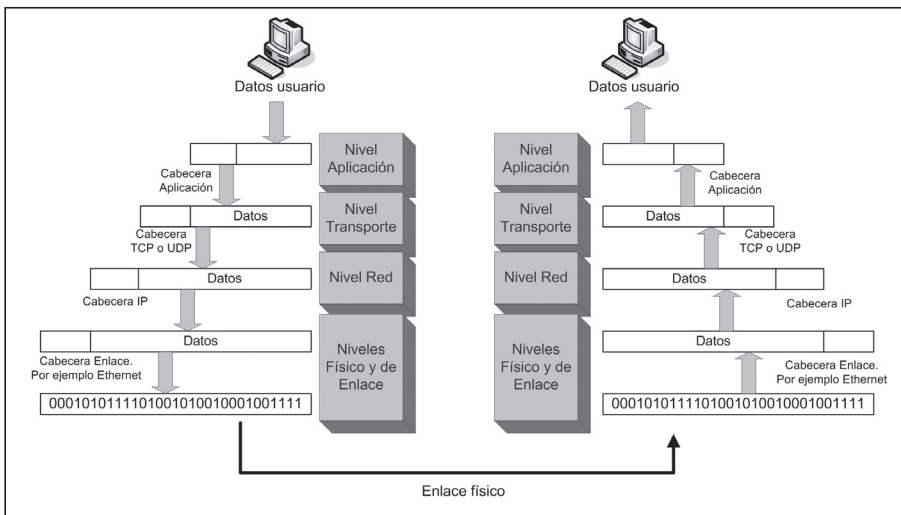 Datos usuario
Nivel
Aplicación
Cabecera
Aplicación
Datos
Nivel
Transporte
Cabecera
TCP o UDP
Datos
Nivel Red
Cabecera IP
Datos
Niveles
Físico y de
Enlace
Cabecera Enlace.
Por ejemplo Ethernet
0001010111101001010010001001111
Datos usuario
Nivel
Aplicación
Cabecera
Aplicación
Nivel
Transporte
Datos
Cabecera
TCP o UDP
Nivel Red
Datos
Cabecera IP
Niveles
Físico y de
Enlace
Datos
Cabecera Enlace.
Por ejemplo Ethernet
0001010111101001010010001001111
Enlace físico